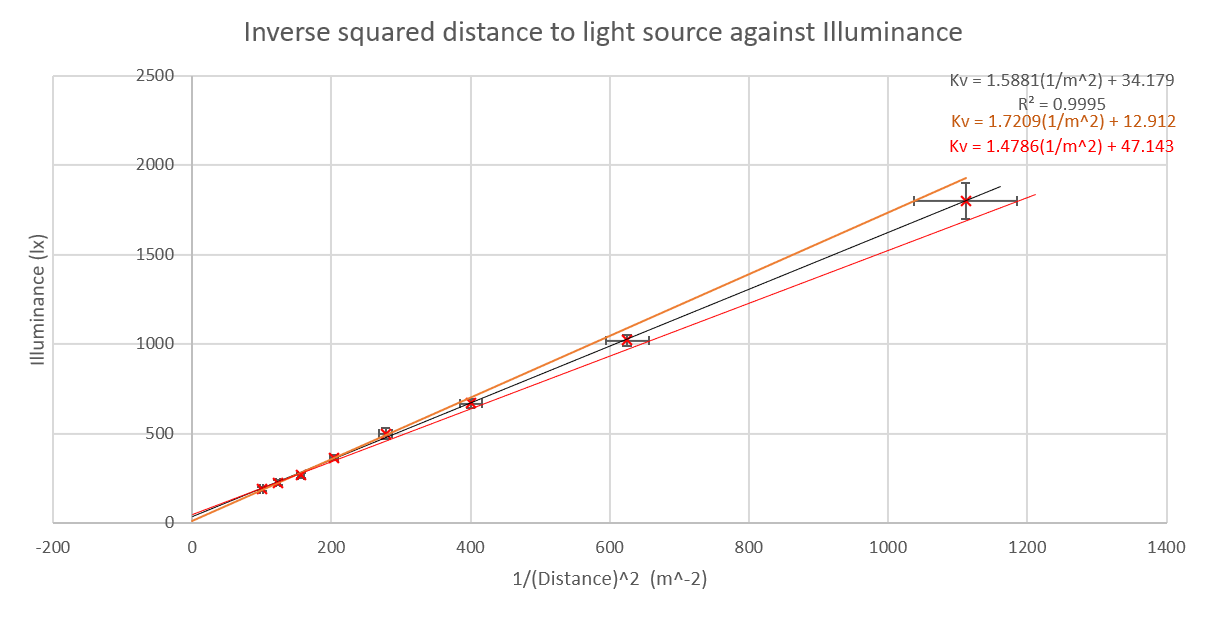 Inverse squared distance to light source against Illuminance
2500
Kv = 1.5881(1/m^2) + 34.179
R² = 0.9995
Kv = 1.7209(1/m^2) + 12.912
Kv = 1.4786(1/m^2) + 47.143
2000
1500
1000
500
0
Illuminance (lx)
-200 0 200 400 600 800 1000 1200 1400
1/(Distance)^2 (m^-2)